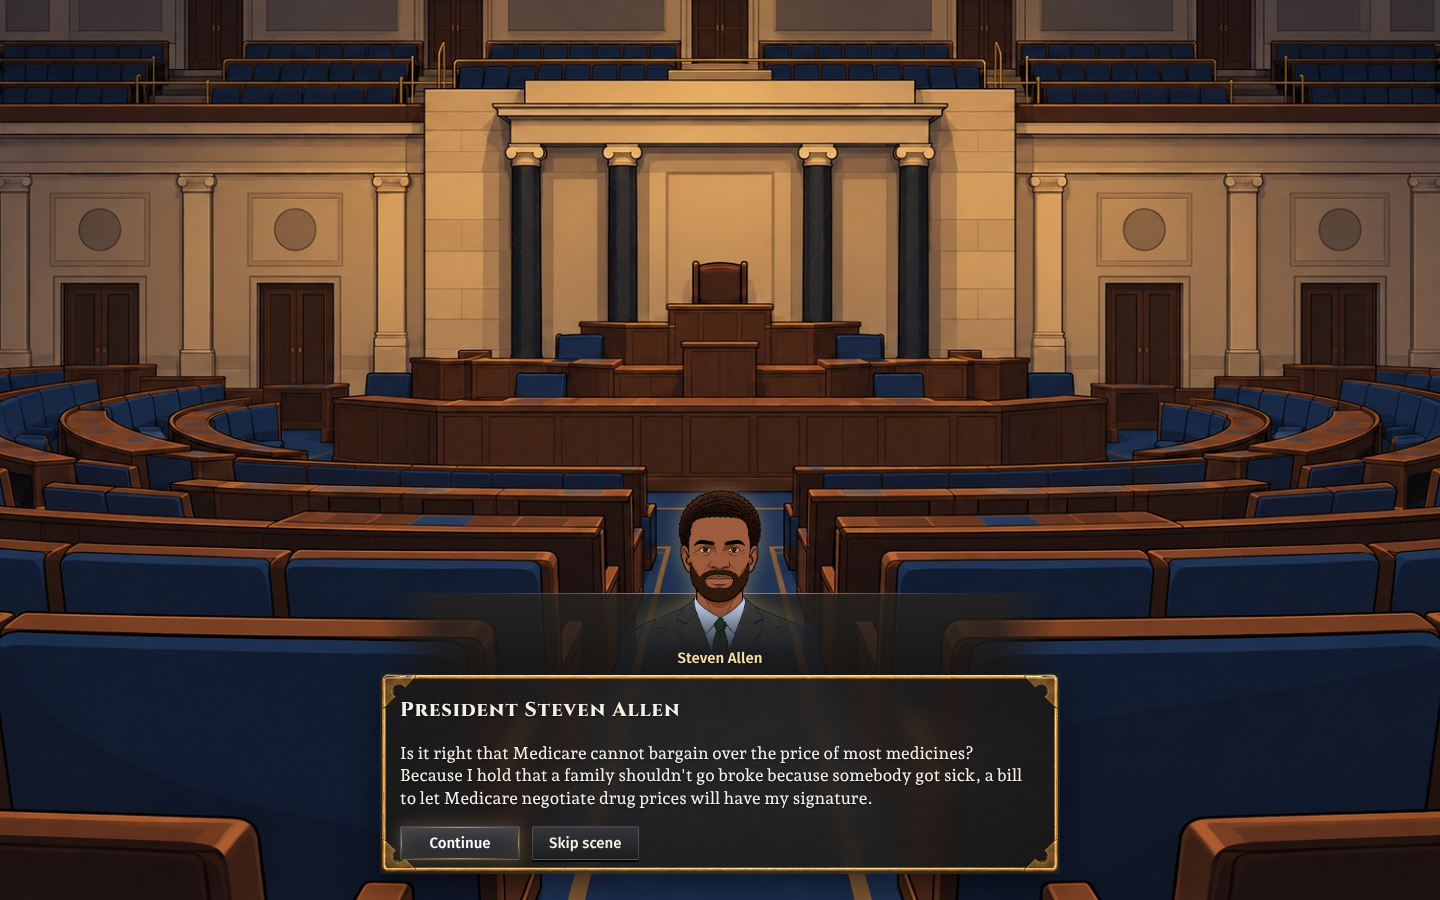 Steven Allen
President Steven Allen
Is it right that Medicare cannot bargain over the price of most medicines?
Because I hold that a family shouldn't go broke because somebody got sick, a bill
to let Medicare negotiate drug prices will have my signature.
Continue
Skip scene